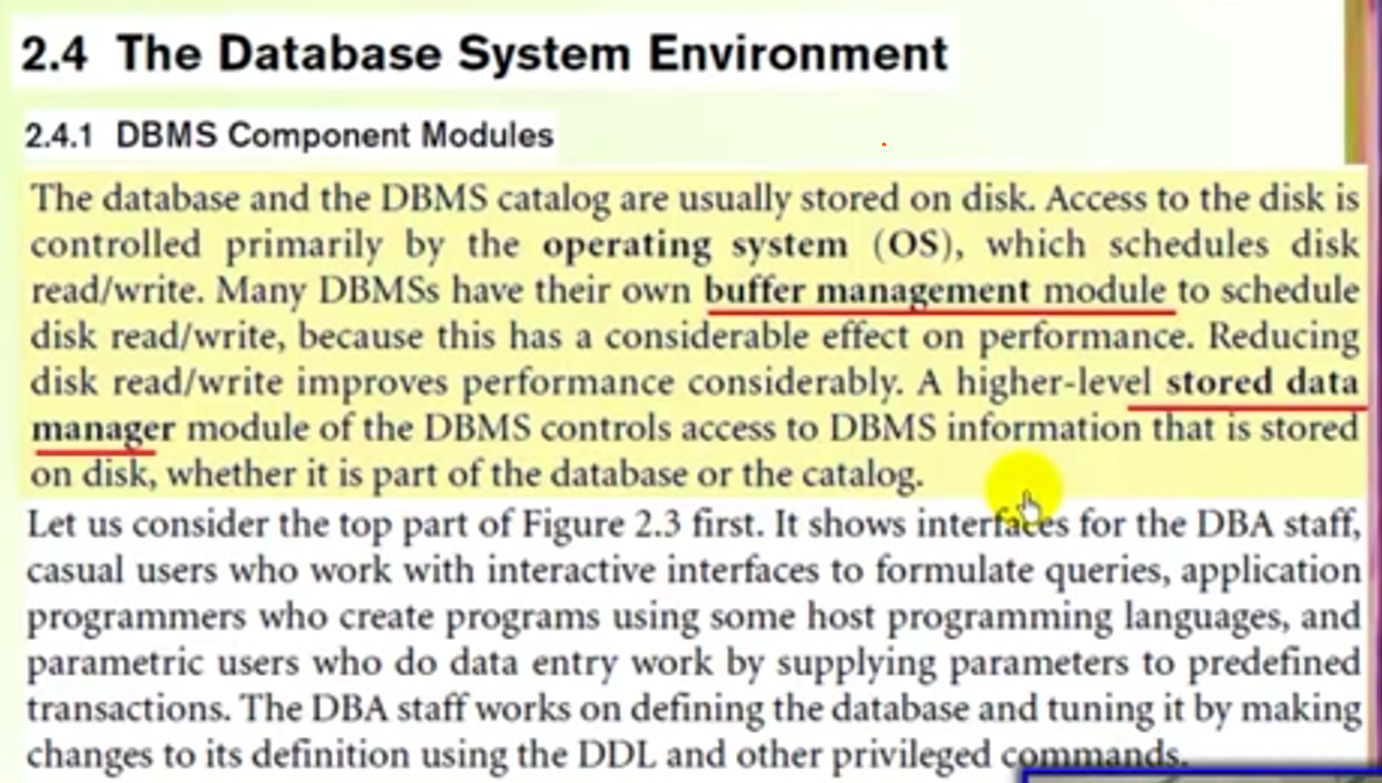 2.4 The Database System Environment
2.4.1 DBMS Component Modules
The database and the DBMS catalog are usually stored on disk. Access to the disk is
controlled primarily by the operating system (OS), which schedules disk
read/write. Many DBMSs have their own buffer management module to schedule
disk read/write, because this has a considerable effect on performance. Reducing
disk read/write improves performance considerably. A higher-level stored data
manager module of the DBMS controls access to DBMS information that is stored
on disk, whether it is part of the database or the catalog.
Let us consider the top part of Figure 2.3 first. It shows interfaces for the DBA staff,
casual users who work with interactive interfaces to formulate queries, application
programmers who create programs using some host programming languages, and
parametric users who do data entry work by supplying parameters to predefined
transactions. The DBA staff works on defining the database and tuning it by making
changes to its definition using the DDL and other privileged commands.